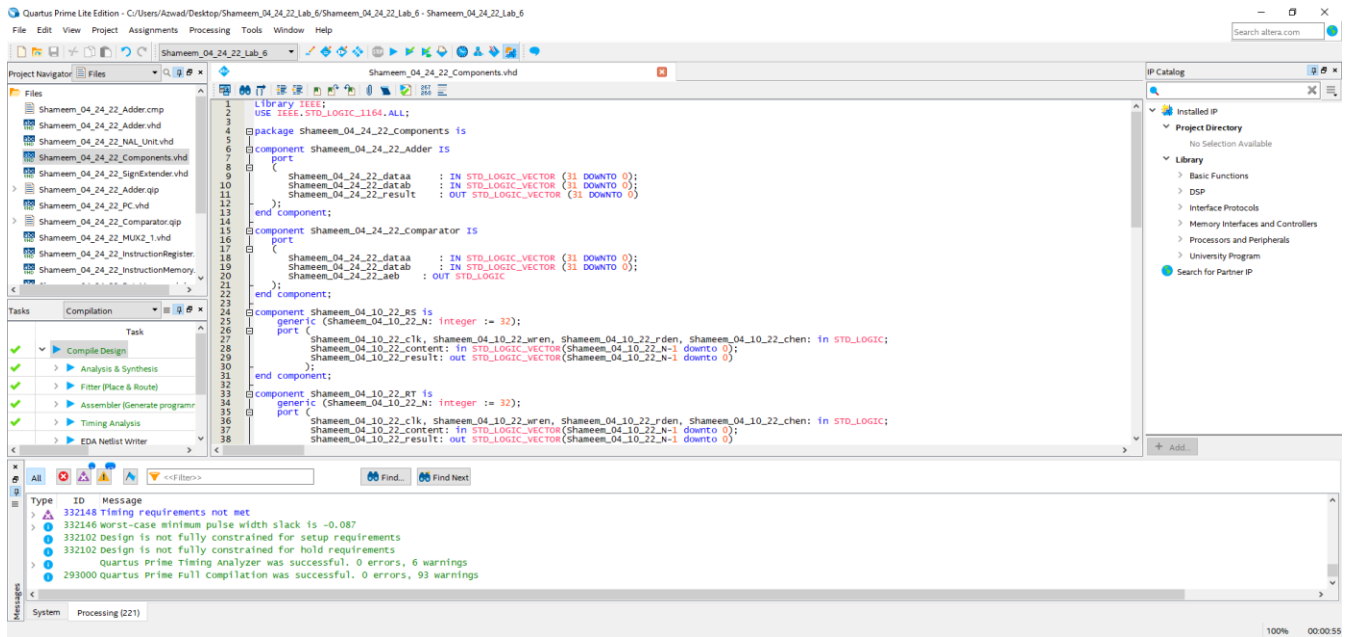 Quartus Prime Lite Edition - C:/Users/Azwad/Desktop/Shameem_04_24_22_Lab_6/Shameem_04_24_22_Lab_6 - Shameem_04_24_22_Lab_6
File Edit View Project Assignments Processing Tools Window Help
Search altera.com
Shameem_04_24_22_Lab_6
Project Navigator Files
Shameem_04_24_22_Components.vhd
IP Catalog
Files
Shameem_04_24_22_Adder.cmp
Shameem_04_24_22_Adder.vhd
Shameem_04_24_22_NAL_Unit.vhd
Shameem_04_24_22_Components.vhd
Shameem_04_24_22_SignExtender.vhd
Shameem_04_24_22_Adder.qip
Shameem_04_24_22_PC.vhd
Shameem_04_24_22_Comparator.qip
Shameem_04_24_22_MUX2_1.vhd
Shameem_04_24_22_InstructionRegister.
Shameem_04_24_22_InstructionMemory.
Tasks Compilation
Task
Compile Design
Analysis & Synthesis
Fitter (Place & Route)
Assembler (Generate programr
Timing Analysis
EDA Netlist Writer
267
268
1 Library IEEE;
2 USE IEEE.STD_LOGIC_1164.ALL;
3
4 package Shameem_04_24_22_Components is
5
6 component Shameem_04_24_22_Adder IS
7 port
8 (
9 Shameem_04_24_22_dataa : IN STD_LOGIC_VECTOR (31 DOWNTO 0);
10 Shameem_04_24_22_datab : IN STD_LOGIC_VECTOR (31 DOWNTO 0);
11 Shameem_04_24_22_result : OUT STD_LOGIC_VECTOR (31 DOWNTO 0)
12 );
13 end component;
14
15 component Shameem_04_24_22_Comparator IS
16 port
17 (
18 Shameem_04_24_22_dataa : IN STD_LOGIC_VECTOR (31 DOWNTO 0);
19 Shameem_04_24_22_datab : IN STD_LOGIC_VECTOR (31 DOWNTO 0);
20 Shameem_04_24_22_aeb : OUT STD_LOGIC
21 );
22 end component;
23
24 component Shameem_04_10_22_RS is
25 generic (Shameem_04_10_22_N: integer := 32);
26 port (
27 Shameem_04_10_22_clk, Shameem_04_10_22_wren, Shameem_04_10_22_rden, Shameem_04_10_22_chen: in STD_LOGIC;
28 Shameem_04_10_22_content: in STD_LOGIC_VECTOR(Shameem_04_10_22_N-1 downto 0);
29 Shameem_04_10_22_result: out STD_LOGIC_VECTOR(Shameem_04_10_22_N-1 downto 0)
30 );
31 end component;
32
33 component Shameem_04_10_22_RT is
34 generic (Shameem_04_10_22_N: integer := 32);
35 port (
36 Shameem_04_10_22_clk, Shameem_04_10_22_wren, Shameem_04_10_22_rden, Shameem_04_10_22_chen: in STD_LOGIC;
37 Shameem_04_10_22_content: in STD_LOGIC_VECTOR(Shameem_04_10_22_N-1 downto 0);
38 Shameem_04_10_22_result: out STD_LOGIC_VECTOR(Shameem_04_10_22_N-1 downto 0)
Installed IP
Project Directory
No Selection Available
Library
Basic Functions
DSP
Interface Protocols
Memory Interfaces and Controllers
Processors and Peripherals
University Program
Search for Partner IP
+ Add...
All <<Filter>> Find... Find Next
Type ID Message
332148 Timing requirements not met
332146 Worst-case minimum pulse width slack is -0.087
332102 Design is not fully constrained for setup requirements
332102 Design is not fully constrained for hold requirements
Quartus Prime Timing Analyzer was successful. 0 errors, 6 warnings
293000 Quartus Prime Full Compilation was successful. 0 errors, 93 warnings
Messages
System Processing (221)
100% 00:00:55